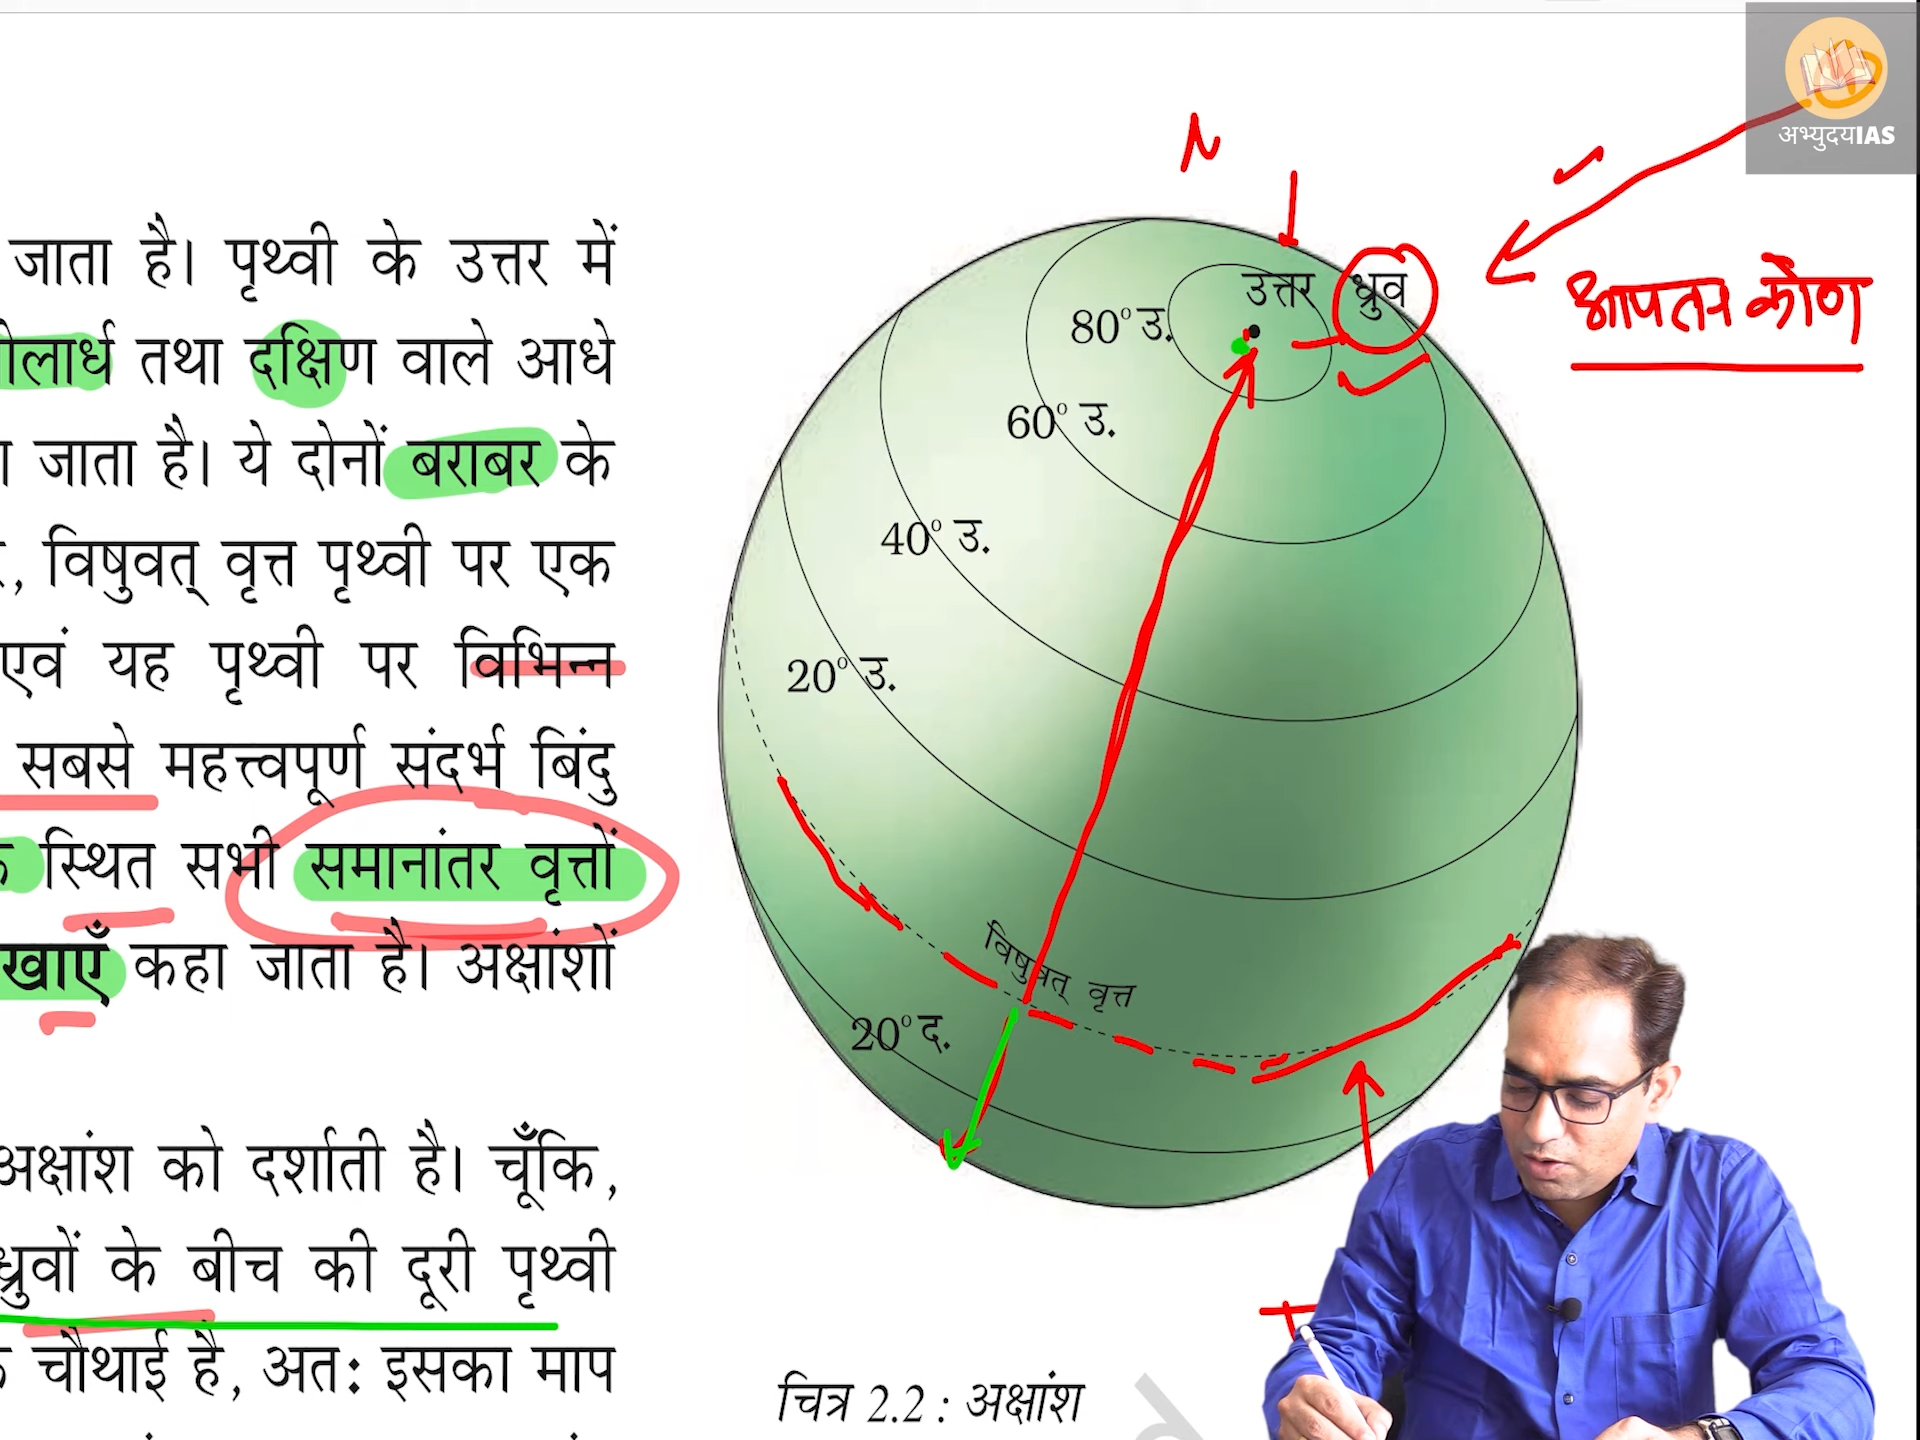 अभ्युदयIAS
जाता है। पृथ्वी के उत्तर में
तथा दक्षिण वाले आधे
जाता है। ये दोनों बराबर के
विषुवत् वृत्त पृथ्वी पर एक
एवं यह पृथ्वी पर विभिन्न
सबसे महत्त्वपूर्ण संदर्भ बिंदु
स्थित सभी समानांतर वृत्तों
कहा जाता है। अक्षांशों
अक्षांश को दर्शाती है। चूँकि,
ध्रुवों के बीच की दूरी पृथ्वी
चौथाई है, अतः इसका माप
N
उत्तर ध्रुव
आपतन कोण
80° उ.
60° उ.
40° उ.
20° उ.
विषुवत् वृत्त
20° द.
चित्र 2.2 : अक्षांश